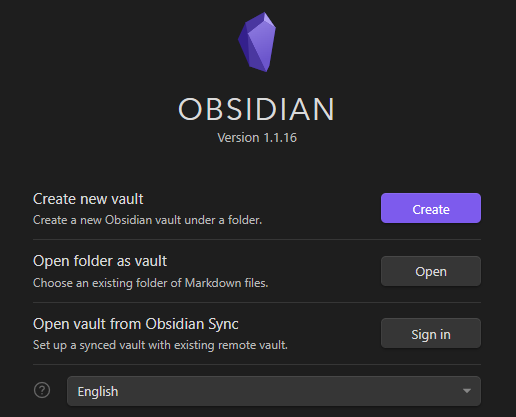 OBSIDIAN
Version 1.1.16
Create new vault
Create a new Obsidian vault under a folder.
Create
Open folder as vault
Choose an existing folder of Markdown files.
Open
Open vault from Obsidian Sync
Set up a synced vault with existing remote vault.
Sign in
?
English